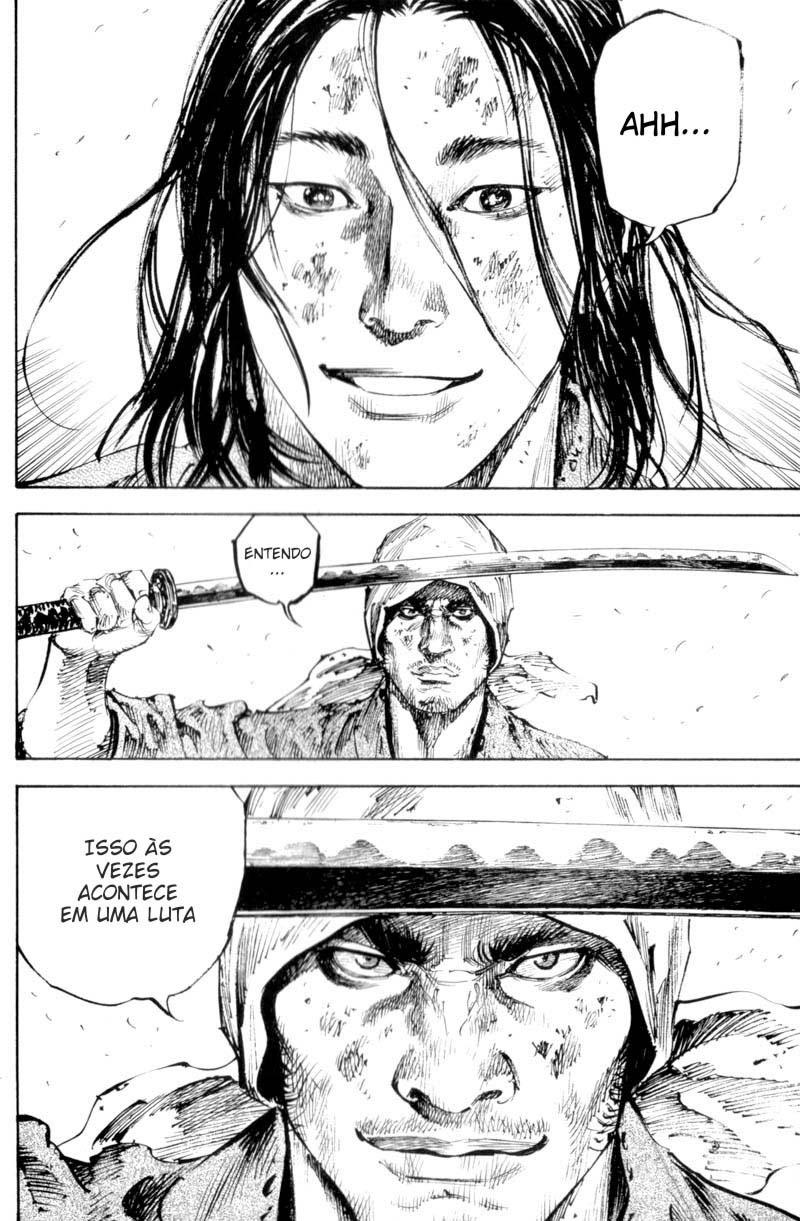 AHH...
ENTENDO
...
ISSO ÀS
VEZES
ACONTECE
EM UMA LUTA